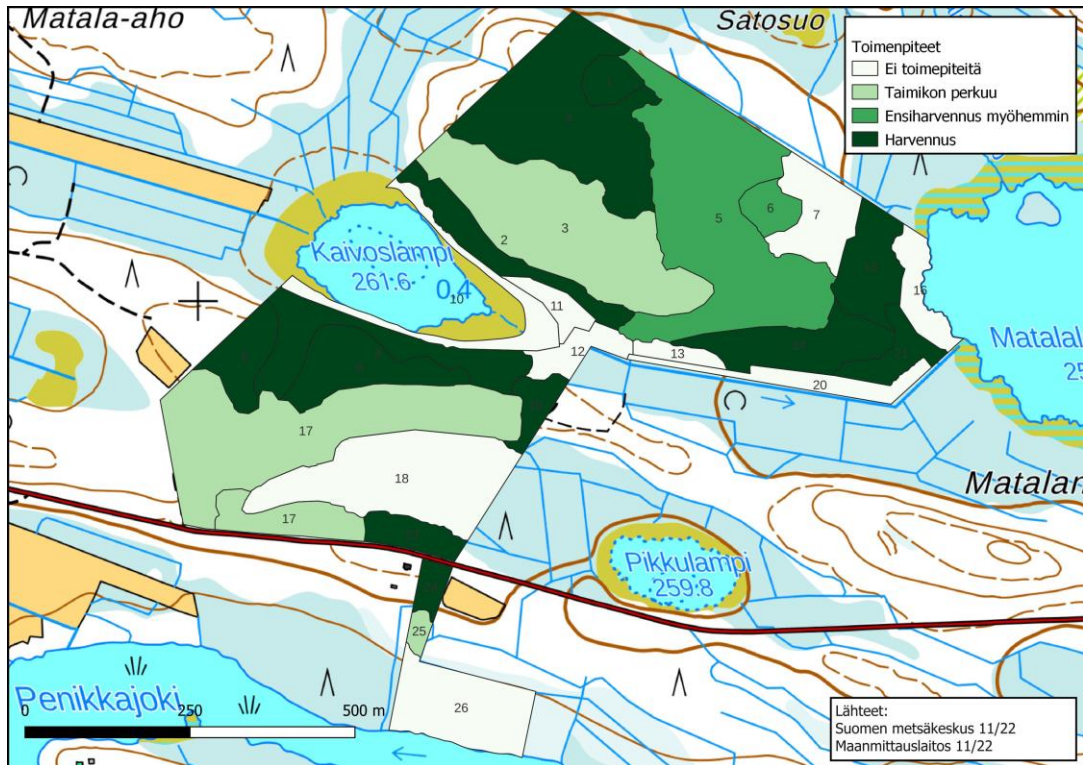 Matala-aho
Satosuo
Toimenpiteet
Ei toimepiteitä
Taimikon perkuu
Ensiharvennus myöhemmin
Harvennus
6
7
5
2
3
Kaivoslampi
261.6
0,4
10
11
16
12
13
20
Matalal
25
17
18
17
Matalan
Pikkulampi
259.8
25
26
Penikkajoki
0
250
500 m
Lähteet:
Suomen metsäkeskus 11/22
Maanmittauslaitos 11/22